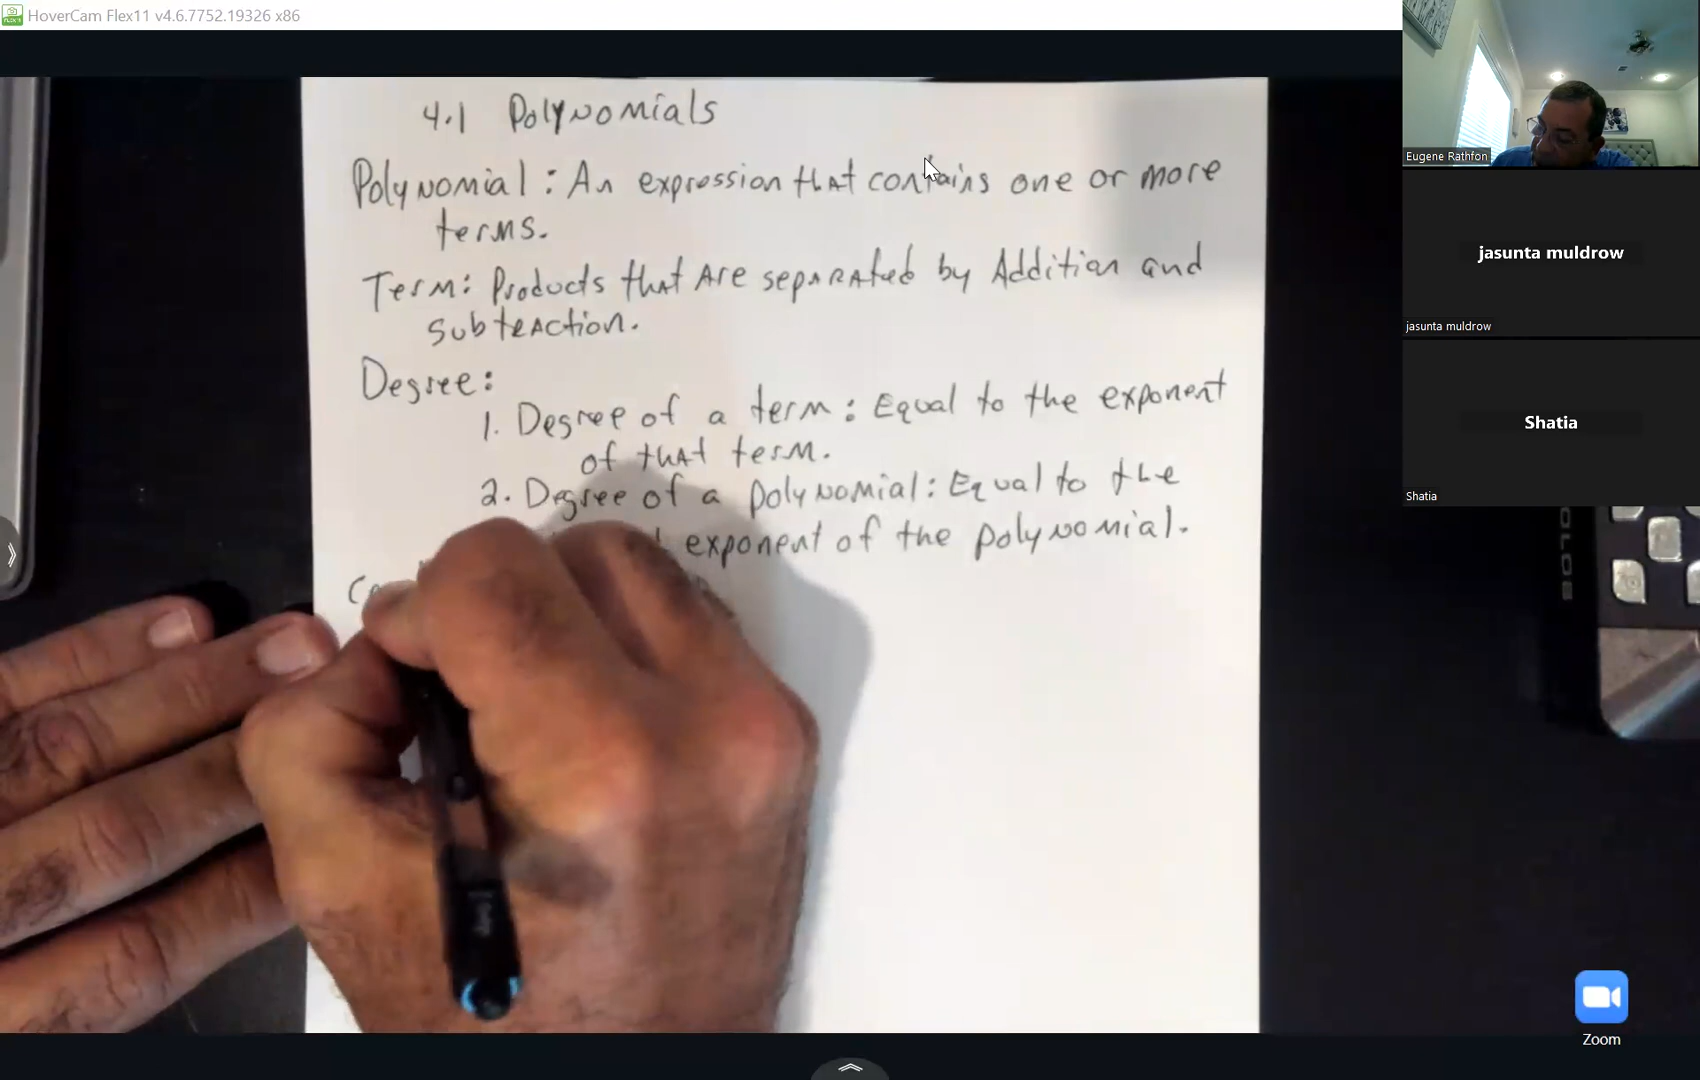 HoverCam Flex11 v4.6.7752.19326 x86
4.1 Polynomials
Polynomial: An expression that contains one or more
terms.
Term: Products that are separated by Addition and
subtraction.
Degree:
1. Degree of a term: Equal to the exponent
of that term.
2. Degree of a polynomial: Equal to the
exponent of the polynomial.
Eugene Rathfon
jasunta muldrow
jasunta muldrow
Shatia
Shatia
Zoom